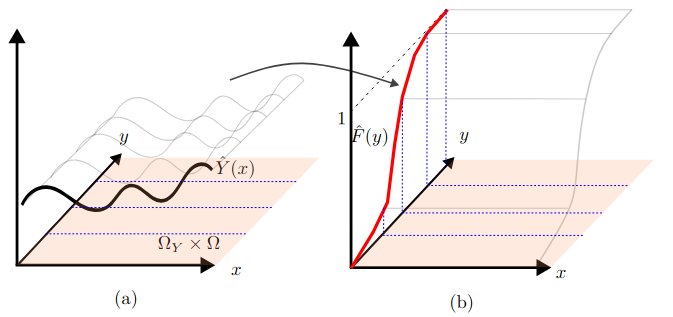 y
Ŷ(x)
Ω_Y × Ω
x
(a)
1
F̂(y)
y
x
(b)